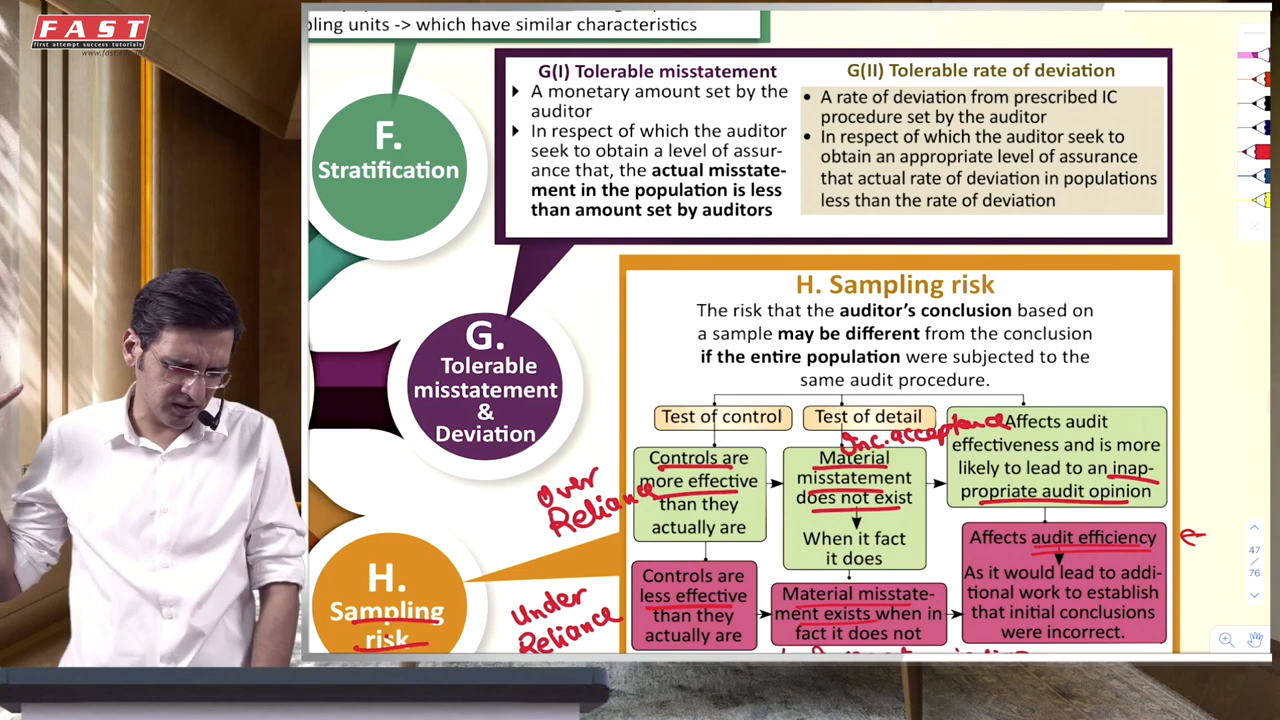 FAST
first attempt success tutorials
sampling units -> which have similar characteristics
F.
Stratification
G(I) Tolerable misstatement
A monetary amount set by the
auditor
In respect of which the auditor
seek to obtain a level of assur-
ance that, the actual misstate-
ment in the population is less
than amount set by auditors
G(II) Tolerable rate of deviation
• A rate of deviation from prescribed IC
procedure set by the auditor
• In respect of which the auditor seek to
obtain an appropriate level of assurance
that actual rate of deviation in populations
less than the rate of deviation
G.
Tolerable
misstatement
&
Deviation
H. Sampling risk
The risk that the auditor's conclusion based on
a sample may be different from the conclusion
if the entire population were subjected to the
same audit procedure.
Test of control
Test of detail
Inc. acceptance
Controls are
more effective
than they
actually are
Material
misstatement
does not exist
When it fact
it does
Affects audit
effectiveness and is more
likely to lead to an inap-
propriate audit opinion
Over
Reliance
H.
Sampling
risk
Under
Reliance
Controls are
less effective
than they
actually are
Material misstate-
ment exists when in
fact it does not
Affects audit efficiency
As it would lead to addi-
tional work to establish
that initial conclusions
were incorrect.
47
/
76